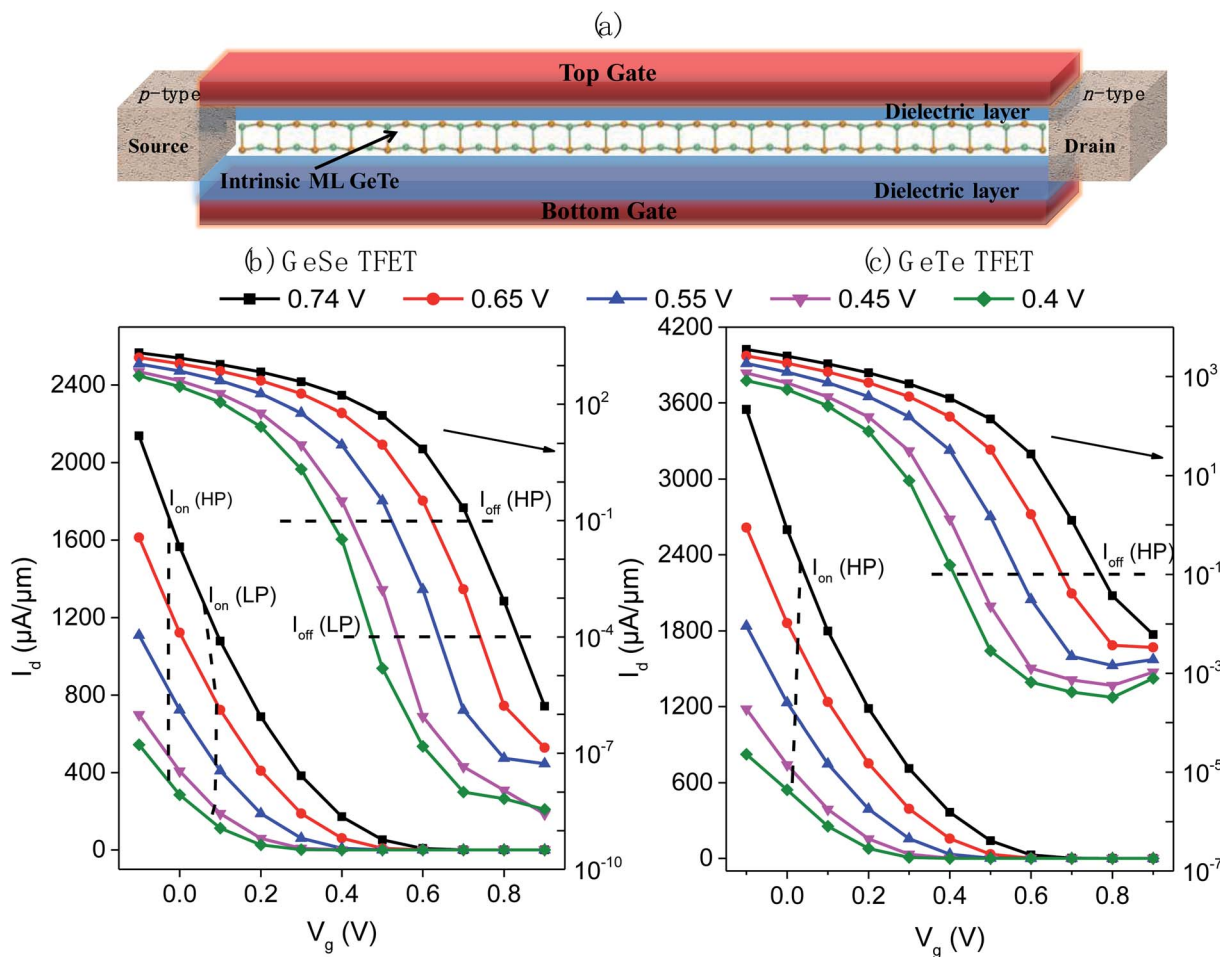 (a)
Top Gate
p-type
n-type
Dielectric layer
Source
Drain
Intrinsic ML GeTe
Dielectric layer
Bottom Gate
(b) GeSe TFET
(c) GeTe TFET
0.74 V 0.65 V 0.55 V 0.45 V 0.4 V
2400
2000
1600
1200
800
400
0
I_d (μA/μm)
I_on (HP)
I_on (LP)
I_off (HP)
I_off (LP)
10^2
10^-1
10^-4
10^-7
10^-10
0.0 0.2 0.4 0.6 0.8
V_g (V)
4200
3600
3000
2400
1800
1200
600
0
I_d (μA/μm)
I_on (HP)
I_off (HP)
10^3
10^1
10^-1
10^-3
10^-5
10^-7
0.0 0.2 0.4 0.6 0.8
V_g (V)